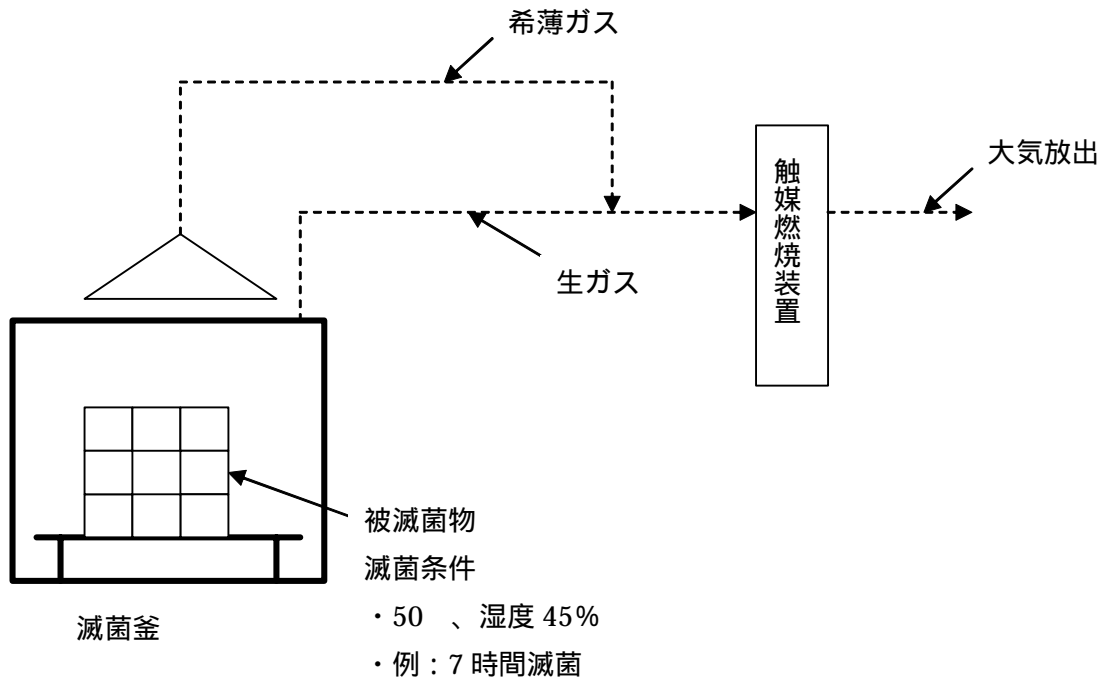 希薄ガス
大気放出
触媒燃焼装置
生ガス
被滅菌物
滅菌条件
・50　、湿度 45%
・例：7 時間滅菌
滅菌釜